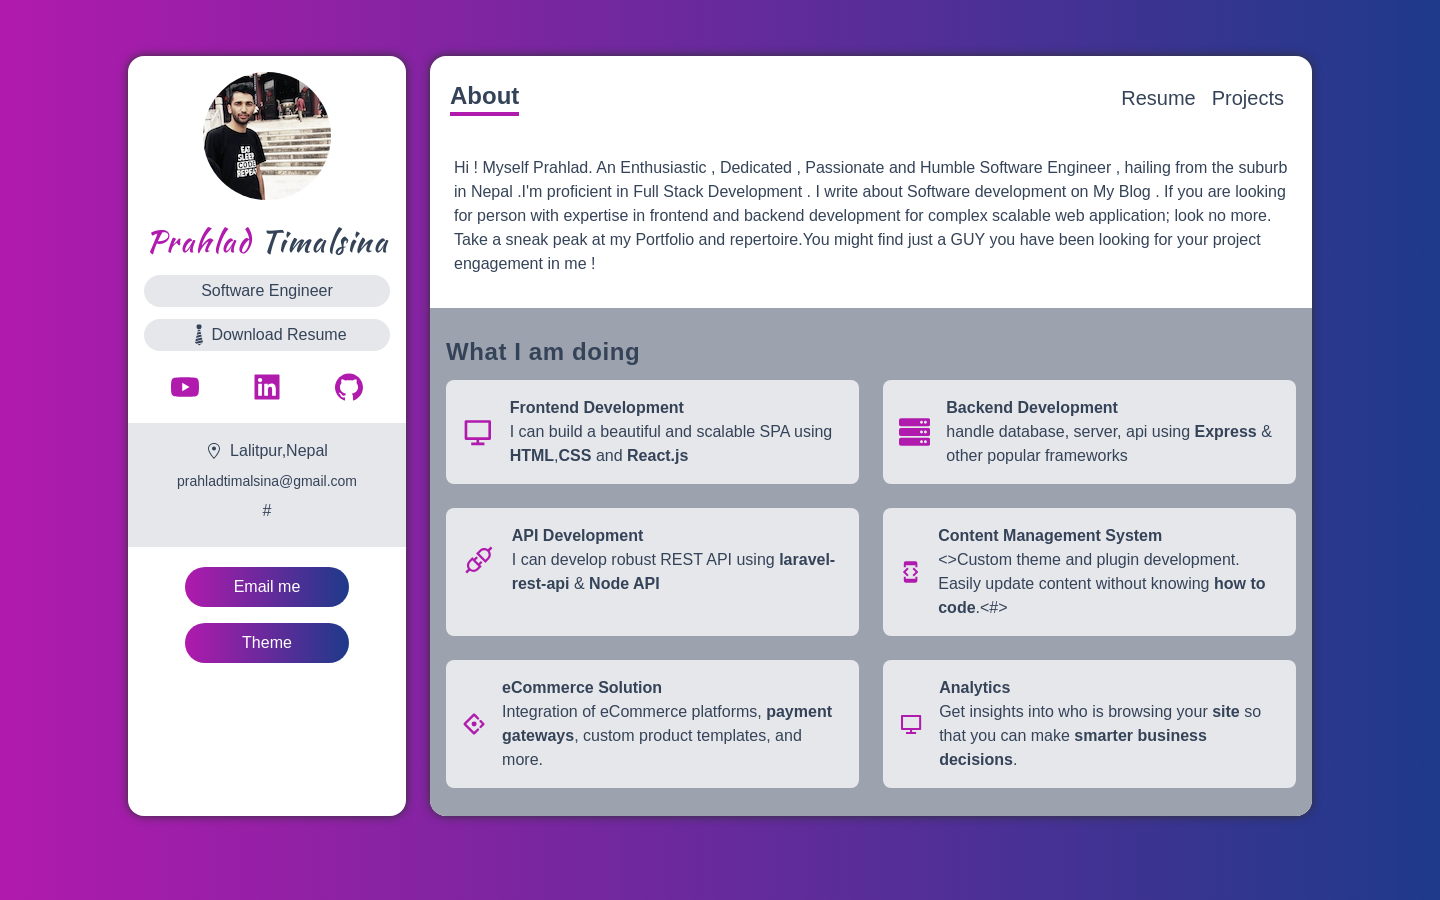 EAT
SLEEP
CODE
REPEAT
Prahlad Timalsina
Software Engineer
Download Resume
Lalitpur,Nepal
prahladtimalsina@gmail.com
#
Email me
Theme
About
Resume Projects
Hi ! Myself Prahlad. An Enthusiastic , Dedicated , Passionate and Humble Software Engineer , hailing from the suburb
in Nepal .I'm proficient in Full Stack Development . I write about Software development on My Blog . If you are looking
for person with expertise in frontend and backend development for complex scalable web application; look no more.
Take a sneak peak at my Portfolio and repertoire.You might find just a GUY you have been looking for your project
engagement in me !
What I am doing
Frontend Development
I can build a beautiful and scalable SPA using
HTML,CSS and React.js
Backend Development
handle database, server, api using Express &
other popular frameworks
API Development
I can develop robust REST API using laravel-
rest-api & Node API
Content Management System
<>Custom theme and plugin development.
Easily update content without knowing how to
code.<#>
eCommerce Solution
Integration of eCommerce platforms, payment
gateways, custom product templates, and
more.
Analytics
Get insights into who is browsing your site so
that you can make smarter business
decisions.